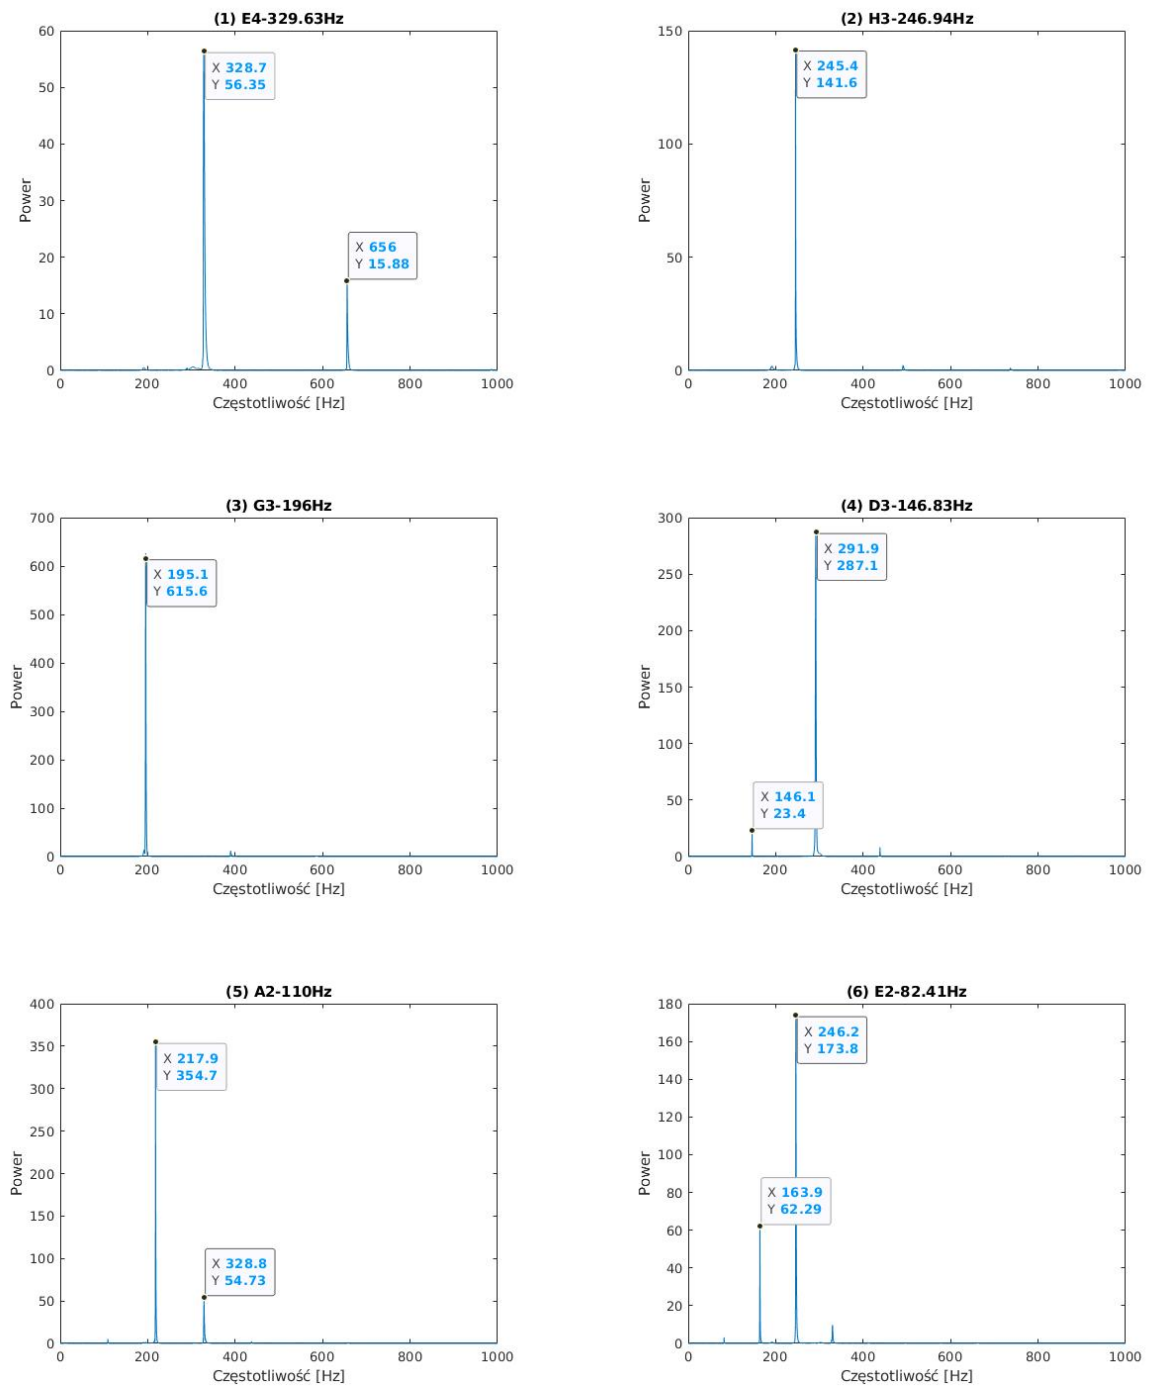 (1) E4-329.63Hz
60
50
40
30
20
10
0
Power
X 328.7
Y 56.35
X 656
Y 15.88
0 200 400 600 800 1000
Częstotliwość [Hz]
(2) H3-246.94Hz
150
100
50
0
Power
X 245.4
Y 141.6
0 200 400 600 800 1000
Częstotliwość [Hz]
(3) G3-196Hz
700
600
500
400
300
200
100
0
Power
X 195.1
Y 615.6
0 200 400 600 800 1000
Częstotliwość [Hz]
(4) D3-146.83Hz
300
250
200
150
100
50
0
Power
X 291.9
Y 287.1
X 146.1
Y 23.4
0 200 400 600 800 1000
Częstotliwość [Hz]
(5) A2-110Hz
400
350
300
250
200
150
100
50
0
Power
X 217.9
Y 354.7
X 328.8
Y 54.73
0 200 400 600 800 1000
Częstotliwość [Hz]
(6) E2-82.41Hz
180
160
140
120
100
80
60
40
20
0
Power
X 246.2
Y 173.8
X 163.9
Y 62.29
0 200 400 600 800 1000
Częstotliwość [Hz]